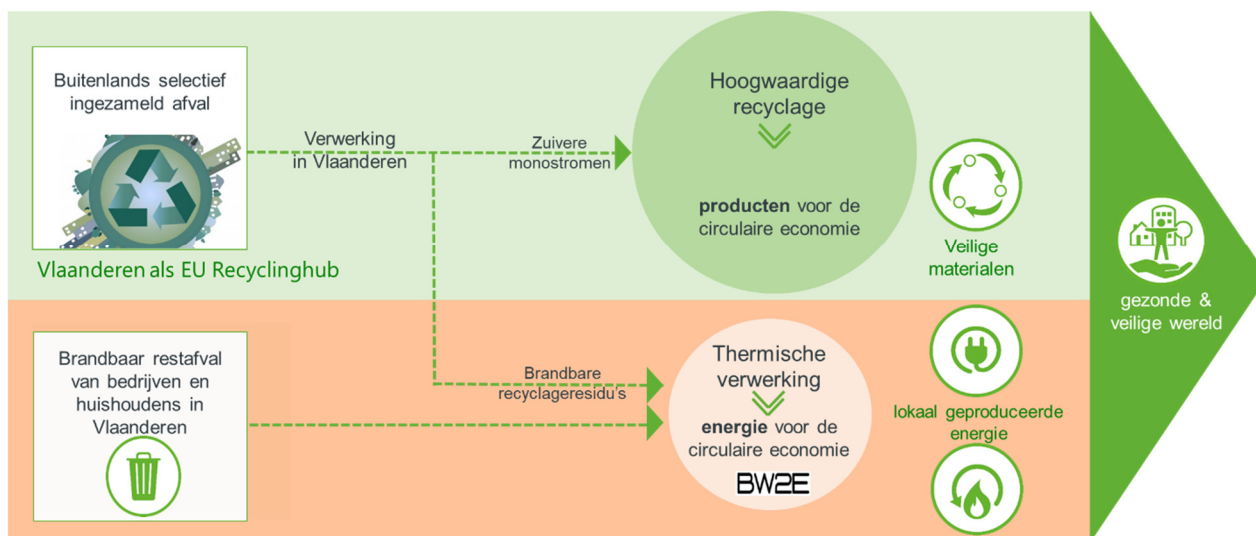 Buitenlands selectief
ingezameld afval
Vlaanderen als EU Recyclinghub
Verwerking
in Vlaanderen
Zuivere
monostromen
Hoogwaardige
recyclage
producten voor de
circulaire economie
Veilige
materialen
Brandbaar restafval
van bedrijven en
huishoudens in
Vlaanderen
Brandbare
recyclageresidu's
Thermische
verwerking
energie voor de
circulaire economie
BW2E
lokaal geproduceerde
energie
gezonde &
veilige wereld